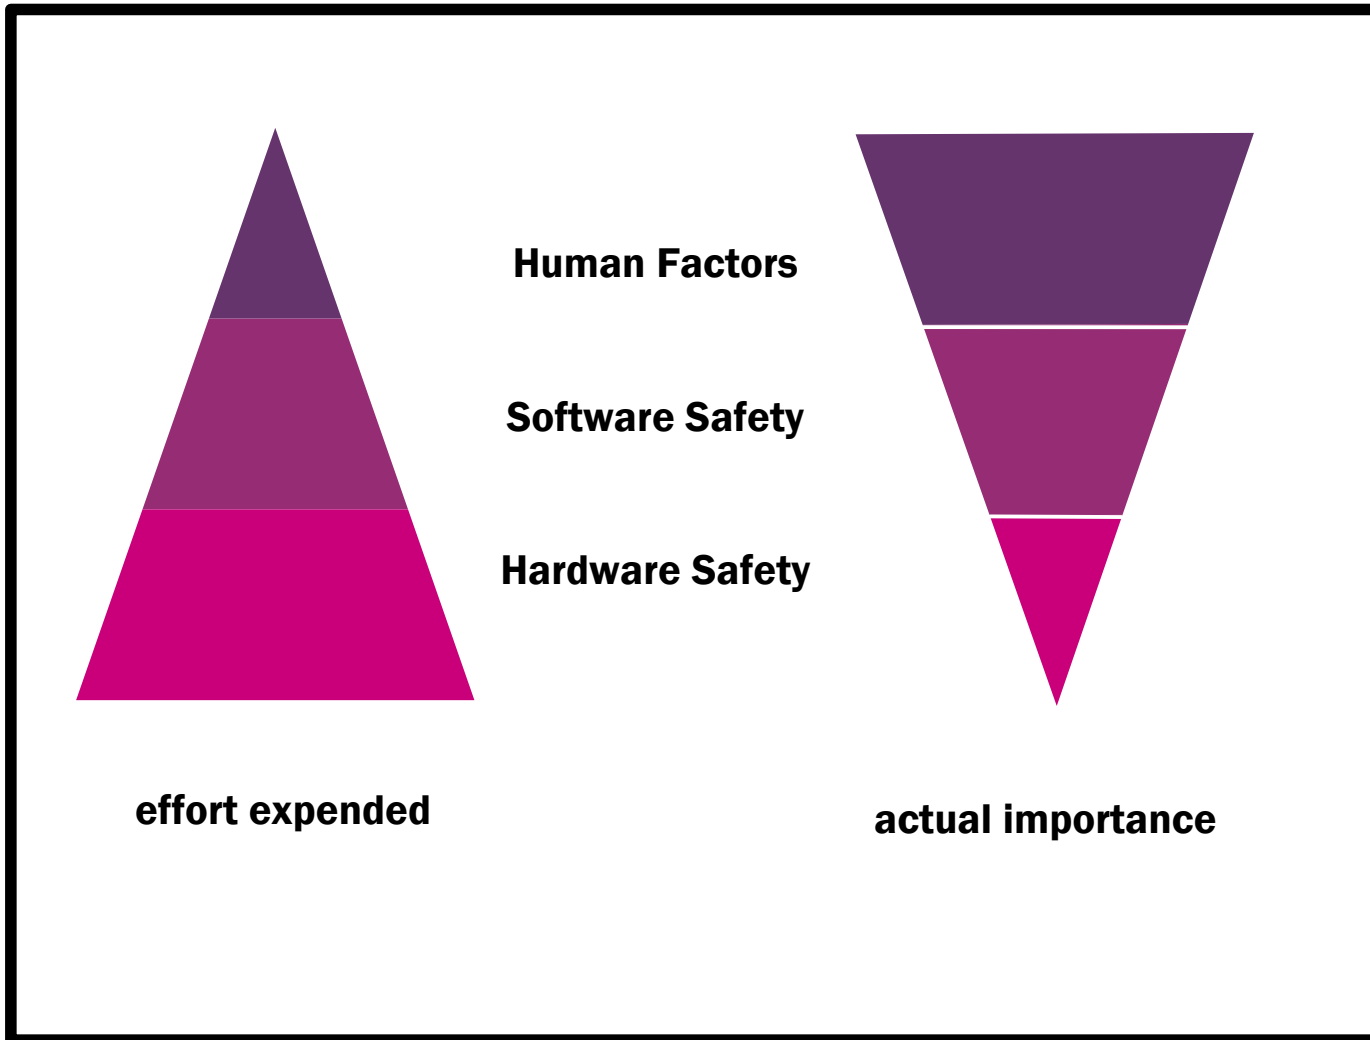 Human Factors
Software Safety
Hardware Safety
effort expended
actual importance